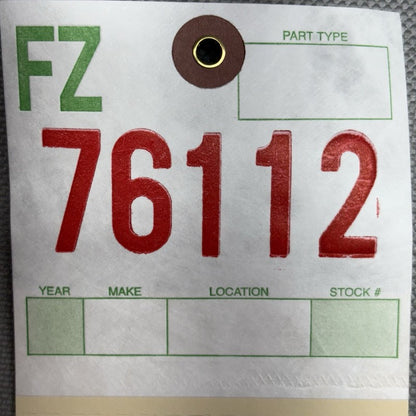 FZ
PART TYPE
76112
YEAR MAKE LOCATION STOCK #